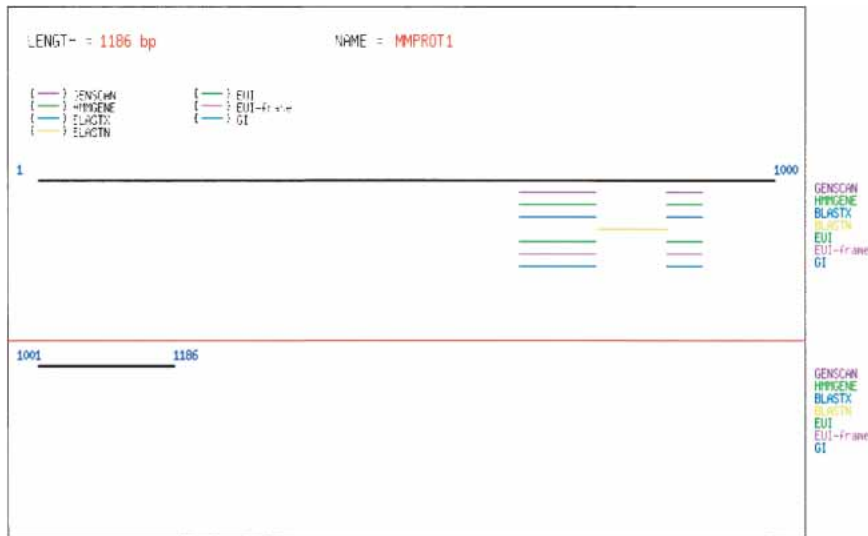 LENGT- = 1186 bp NAME = MMPROT1
(—) GENSCAN (—) EUI
(—) HMMGENE (—) EUI-frame
(—) BLASTX (—) GI
(—) BLASTN
1 1000
GENSCAN
HMMGENE
BLASTX
BLASTN
EUI
EUI-frame
GI
1001 1186
GENSCAN
HMMGENE
BLASTX
BLASTN
EUI
EUI-frame
GI